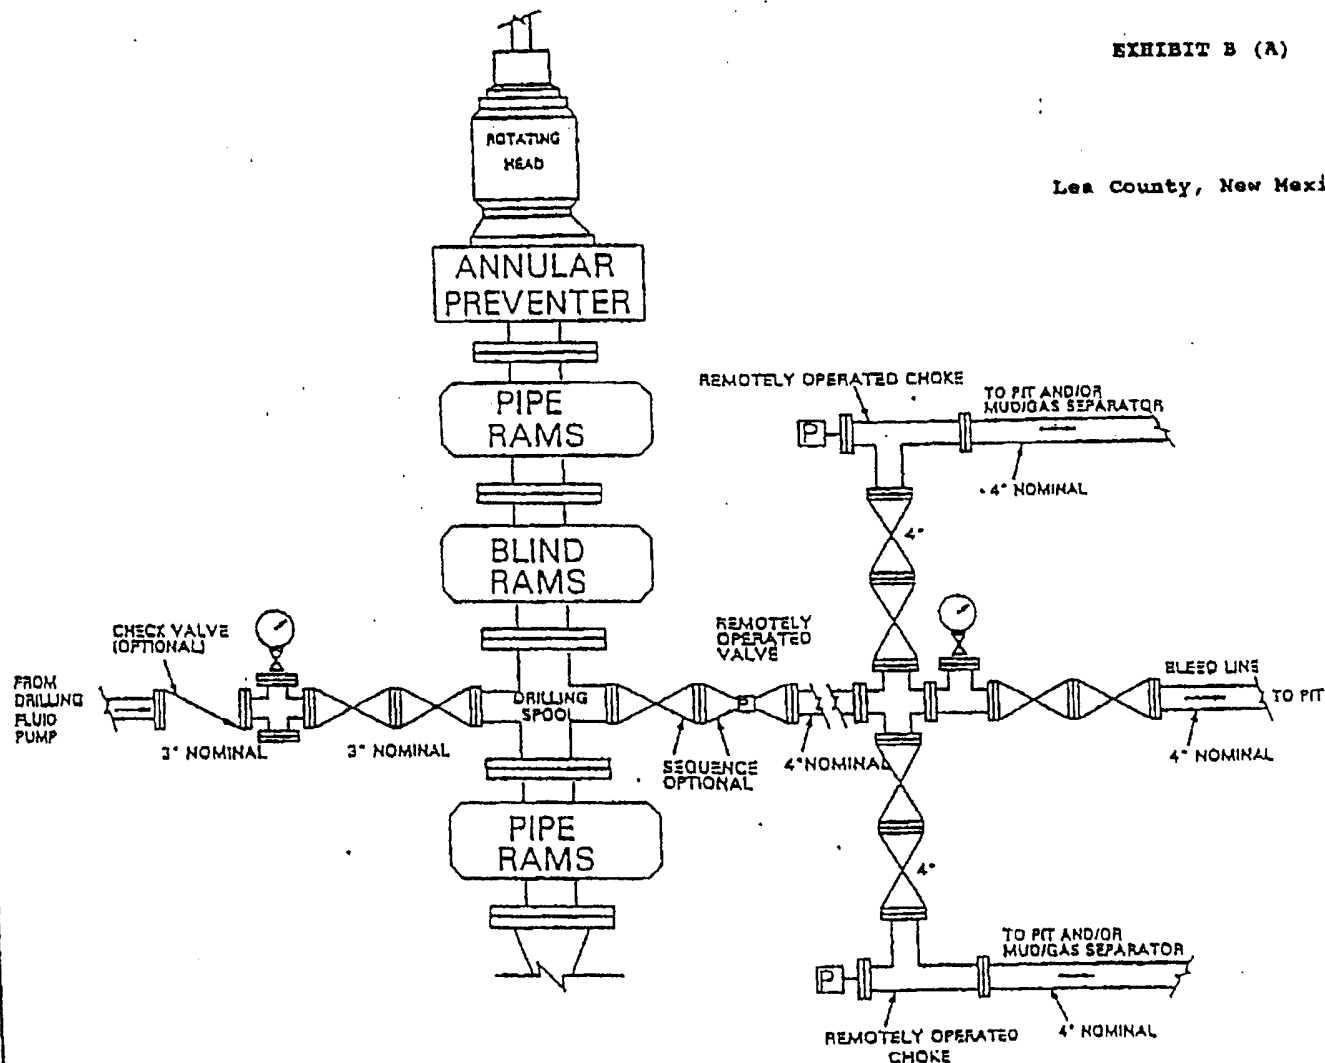 EXHIBIT B (A)
Lea County, New Mexi
ROTATING
HEAD
ANNULAR
PREVENTER
PIPE
RAMS
BLIND
RAMS
REMOTELY OPERATED CHOKE
TO PIT AND/OR
MUD/GAS SEPARATOR
P
4" NOMINAL
4"
CHECK VALVE
(OPTIONAL)
REMOTELY
OPERATED
VALVE
BLEED LINE
FROM
DRILLING
FLUID
PUMP
DRILLING
SPOOL
TO PIT
3" NOMINAL
3" NOMINAL
SEQUENCE
OPTIONAL
4" NOMINAL
4" NOMINAL
PIPE
RAMS
4"
TO PIT AND/OR
MUD/GAS SEPARATOR
P
REMOTELY OPERATED
CHOKE
4" NOMINAL